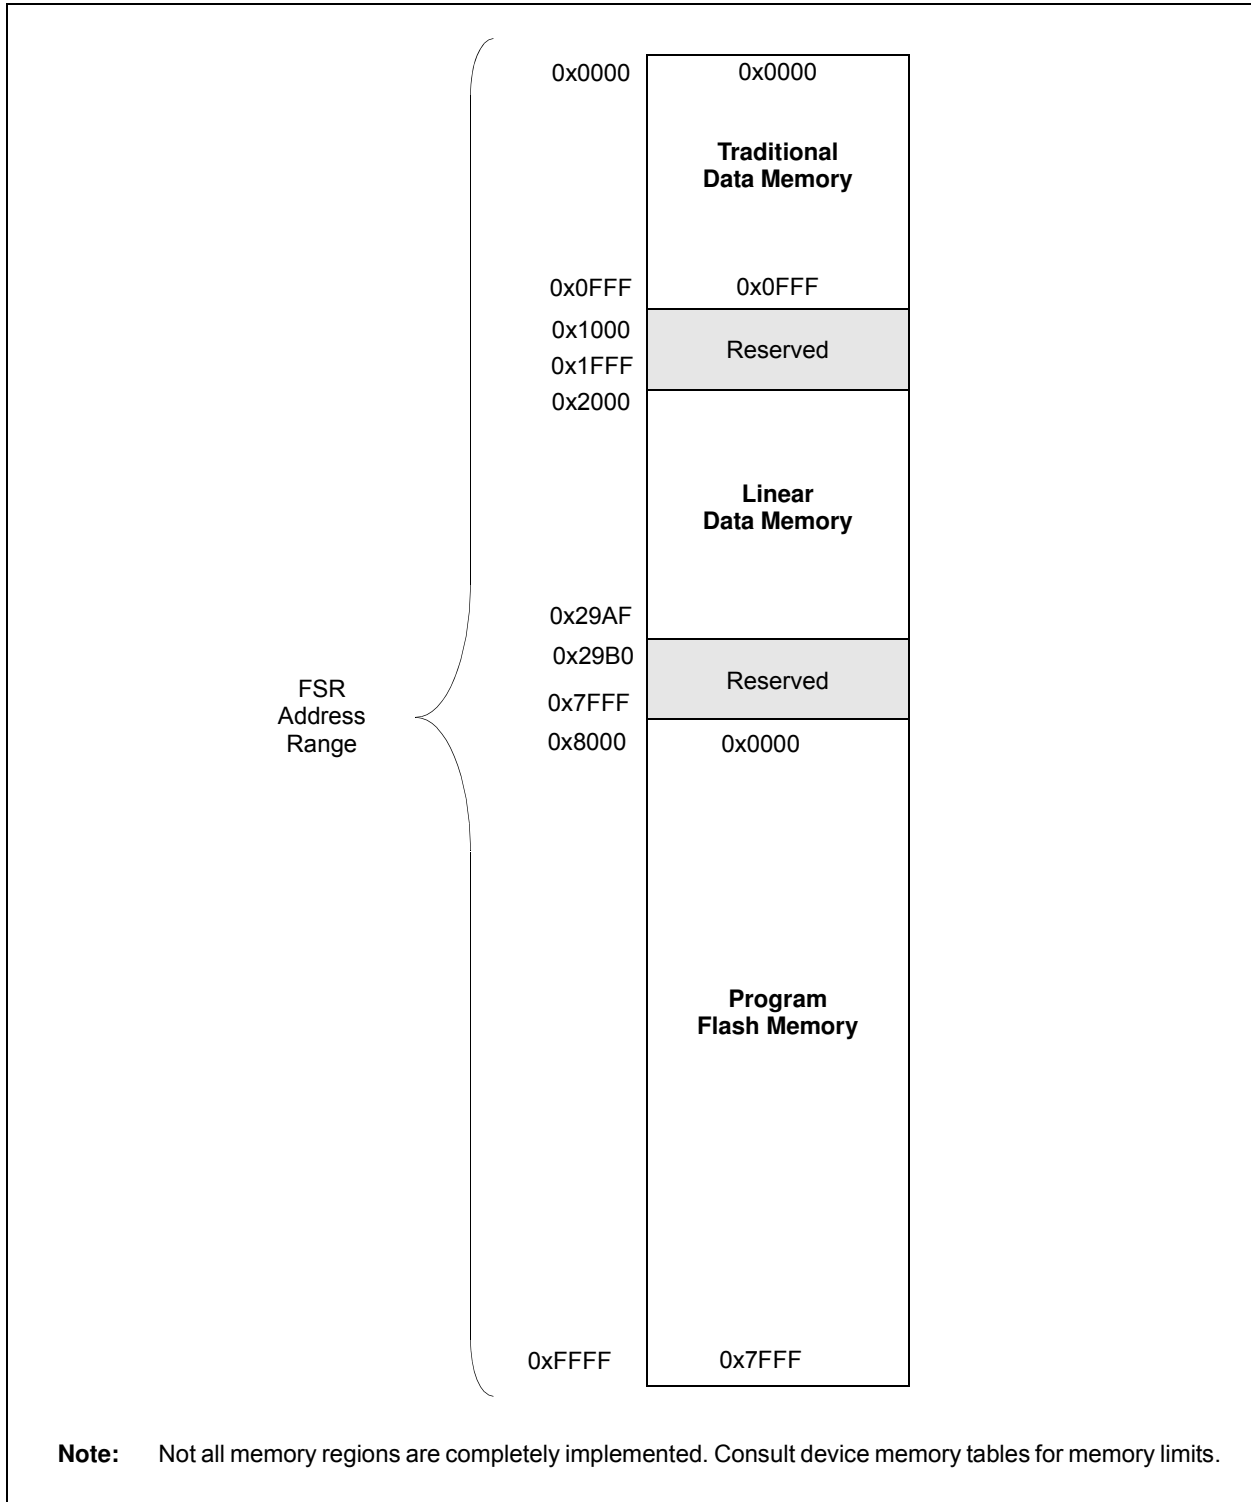 0x0000 0x0000
Traditional
Data Memory
0x0FFF 0x0FFF
0x1000
Reserved
0x1FFF
0x2000
Linear
Data Memory
0x29AF
0x29B0
Reserved
0x7FFF
FSR
Address
Range
0x8000 0x0000
Program
Flash Memory
0xFFFF 0x7FFF
Note: Not all memory regions are completely implemented. Consult device memory tables for memory limits.